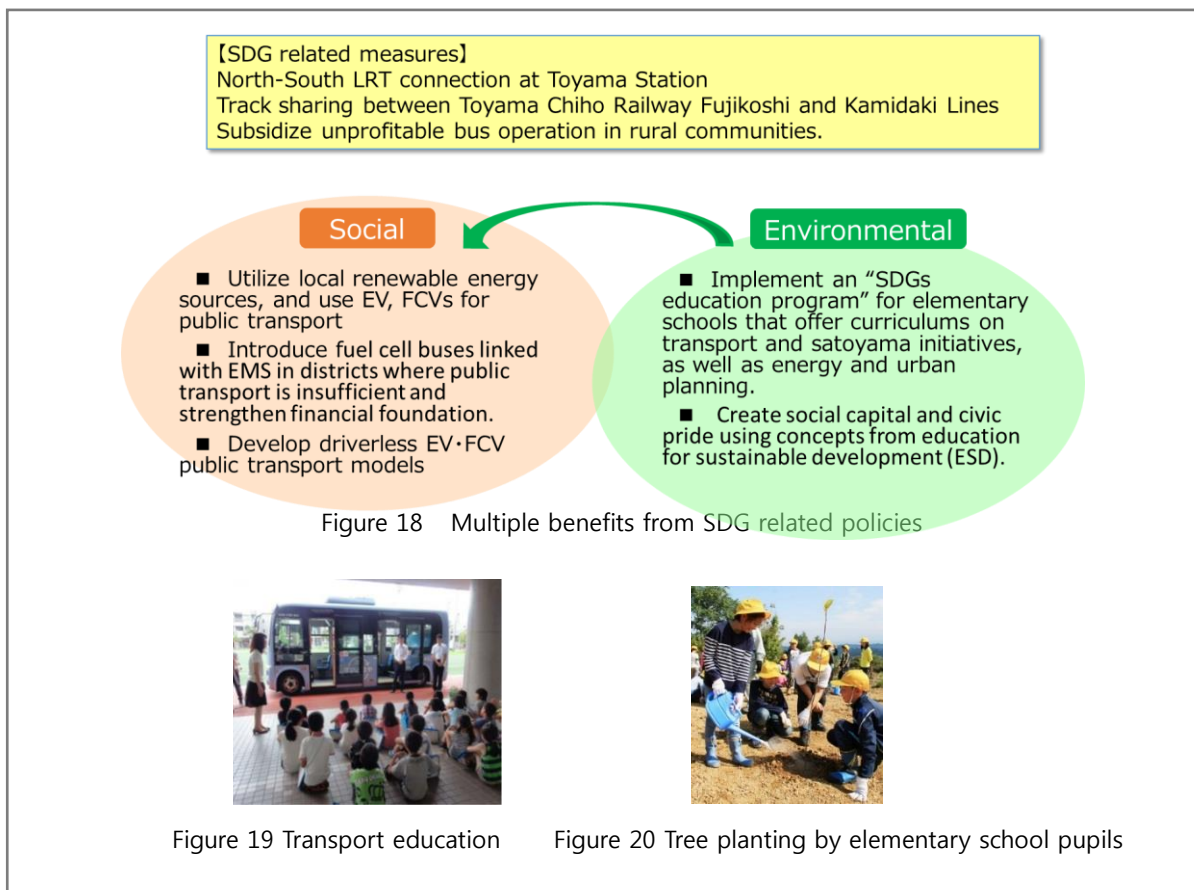 【SDG related measures】
North-South LRT connection at Toyama Station
Track sharing between Toyama Chiho Railway Fujikoshi and Kamidaki Lines
Subsidize unprofitable bus operation in rural communities.
Social
■ Utilize local renewable energy
sources, and use EV, FCVs for
public transport
■ Introduce fuel cell buses linked
with EMS in districts where public
transport is insufficient and
strengthen financial foundation.
■ Develop driverless EV・FCV
public transport models
Environmental
■ Implement an “SDGs
education program” for elementary
schools that offer curriculums on
transport and satoyama initiatives,
as well as energy and urban
planning.
■ Create social capital and civic
pride using concepts from education
for sustainable development (ESD).
Figure 18 Multiple benefits from SDG related policies
Figure 19 Transport education
Figure 20 Tree planting by elementary school pupils